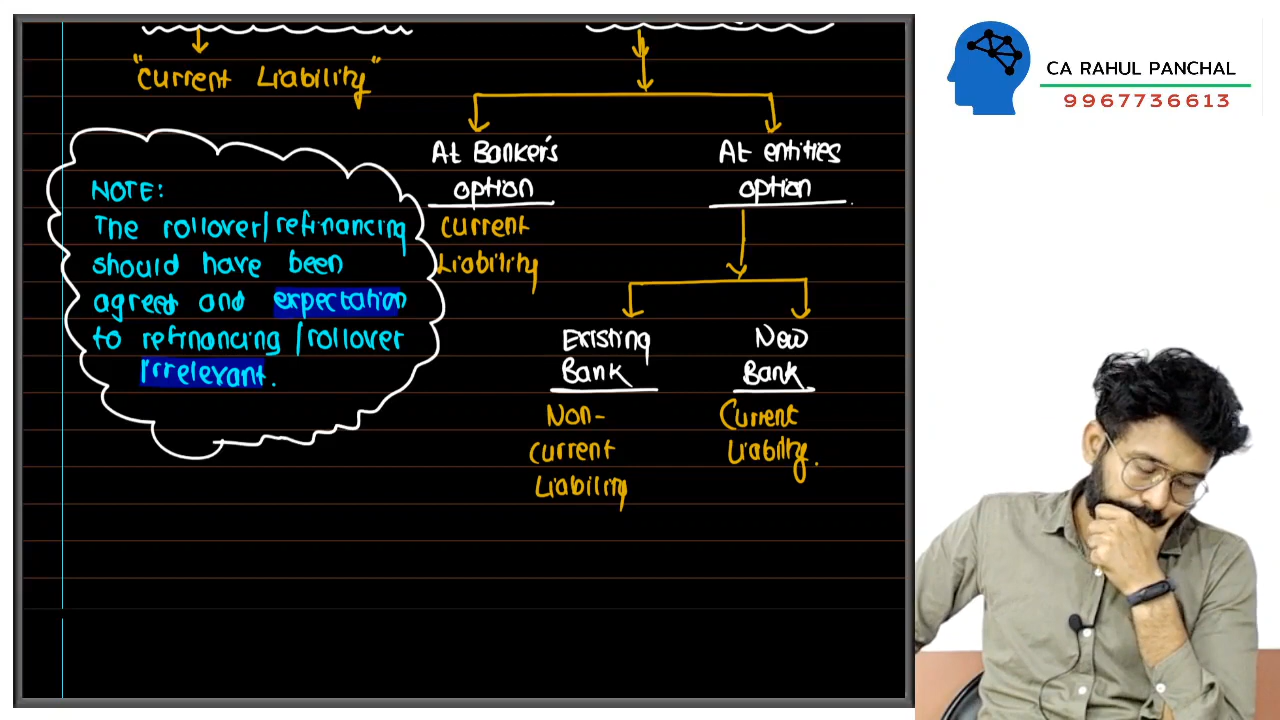 "Current Liability"
At Banker's
option
Current
Liability
At entities
option
NOTE:
The rollover/refinancing
should have been
agreed and expectation
to refinancing/rollover
irrelevant.
Existing
Bank
Non-
Current
Liability
New
Bank
Current
Liability.
CA RAHUL PANCHAL
9967736613